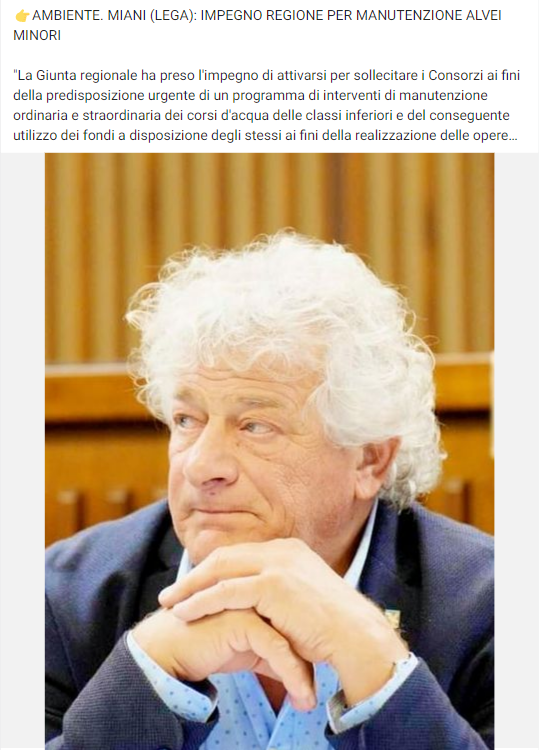 👉AMBIENTE. MIANI (LEGA): IMPEGNO REGIONE PER MANUTENZIONE ALVEI
MINORI
"La Giunta regionale ha preso l'impegno di attivarsi per sollecitare i Consorzi ai fini
della predisposizione urgente di un programma di interventi di manutenzione
ordinaria e straordinaria dei corsi d'acqua delle classi inferiori e del conseguente
utilizzo dei fondi a disposizione degli stessi ai fini della realizzazione delle opere…